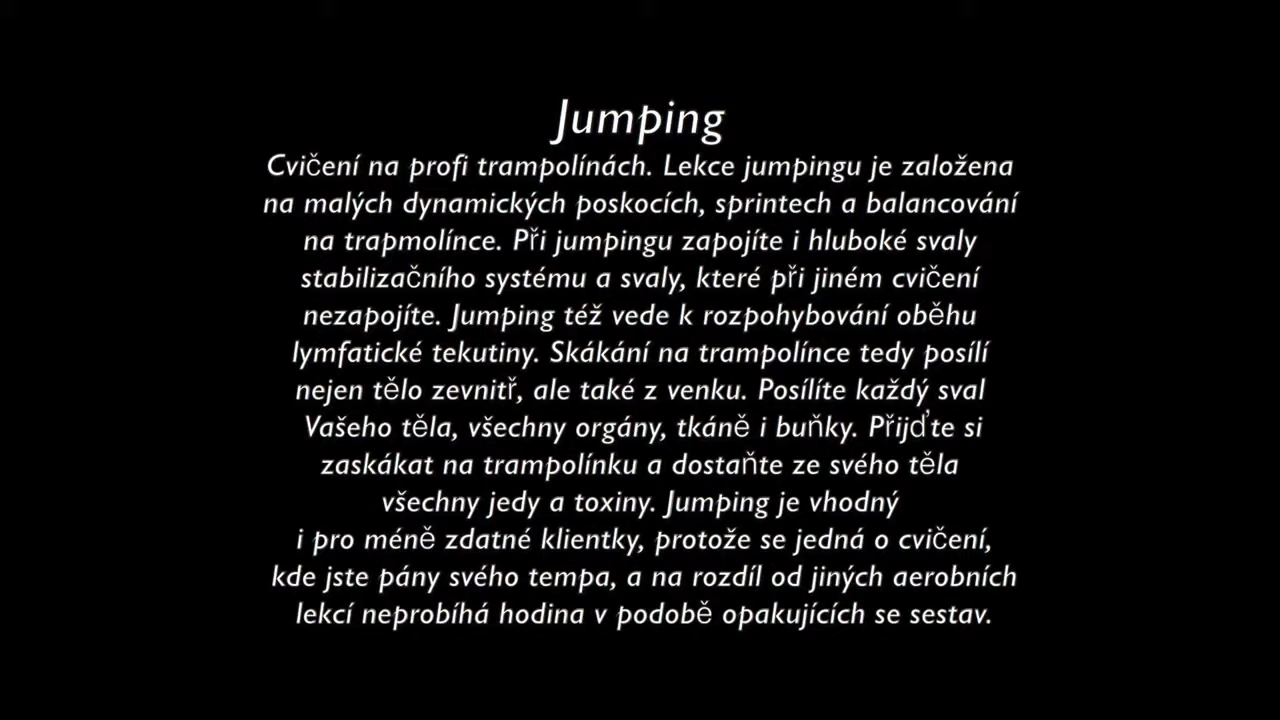 Jumping
Cvičení na profi trampolínách. Lekce jumpingu je založena
na malých dynamických poskocích, sprintech a balancování
na trapmolínce. Při jumpingu zapojíte i hluboké svaly
stabilizačního systému a svaly, které při jiném cvičení
nezapojíte. Jumping též vede k rozpohybování oběhu
lymfatické tekutiny. Skákání na trampolínce tedy posílí
nejen tělo zevnitř, ale také z venku. Posílíte každý sval
Vašeho těla, všechny orgány, tkáně i buňky. Přijďte si
zaskákat na trampolínku a dostaňte ze svého těla
všechny jedy a toxiny. Jumping je vhodný
i pro méně zdatné klientky, protože se jedná o cvičení,
kde jste pány svého tempa, a na rozdíl od jiných aerobních
lekcí neprobíhá hodina v podobě opakujících se sestav.